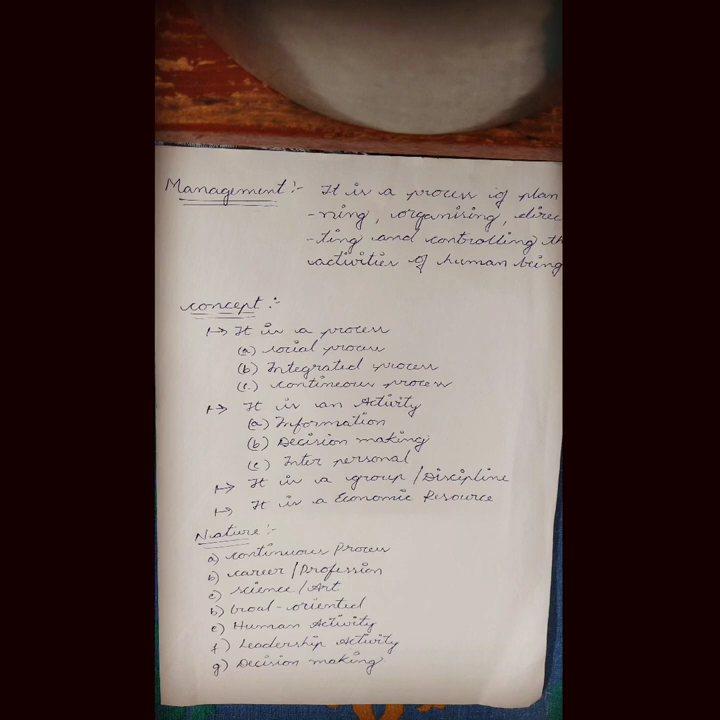 Management :- It is a process of plan
-ning, organising, direc
-ting and controlling th
activities of human being
concept :-
↦ It is a process
(a) social process
(b) Integrated process
(c) contineous process
↦ It is an Activity
(a) Information
(b) Decision making
(c) Inter personal
↦ It is a group / Discipline
↦ It is a Economic Resource
Nature :-
a) continuous Process
b) career / Profession
c) science / Art
b) Goal-oriented
e) Human Activity
f) Leadership Activity
g) Decision making